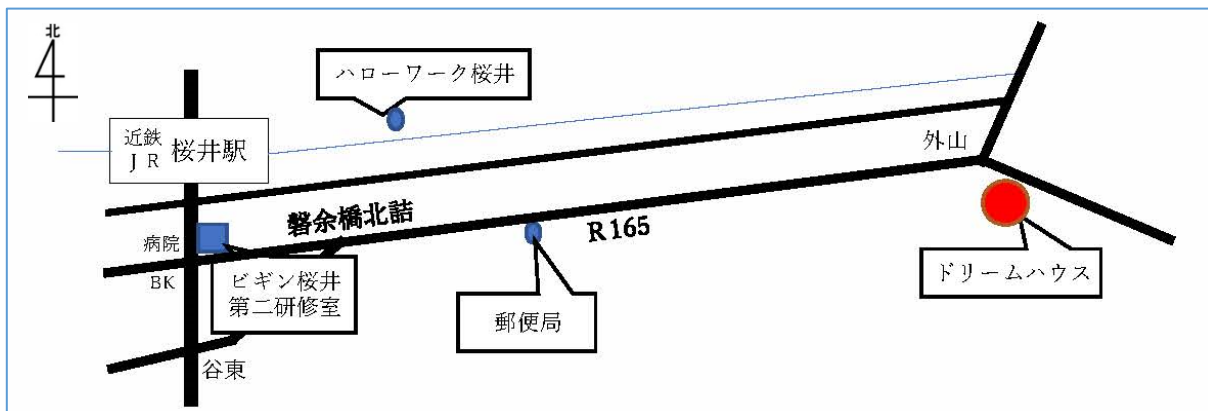 北
ハローワーク桜井
近鉄
ＪＲ
桜井駅
外山
磐余橋北詰
R165
病院
BK
ビギン桜井
第二研修室
郵便局
ドリームハウス
谷東